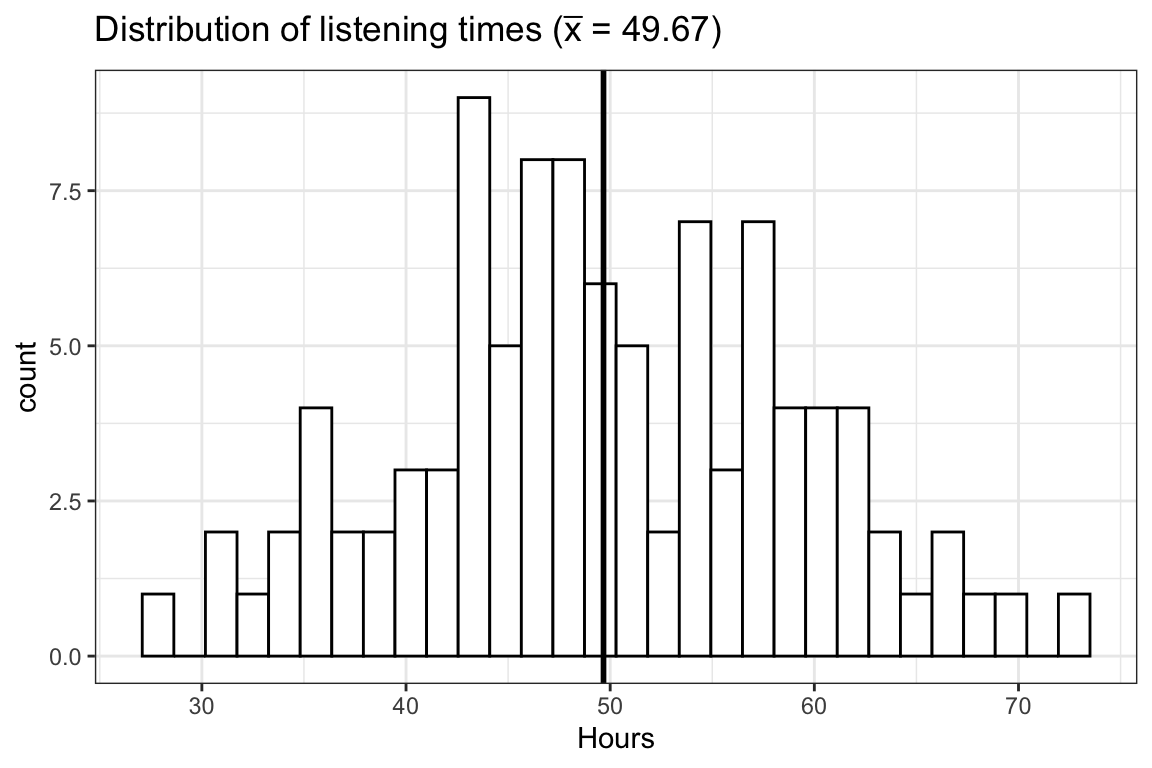 Distribution of listening times (x̅ = 49.67)
7.5
5.0
2.5
0.0
count
30 40 50 60 70
Hours